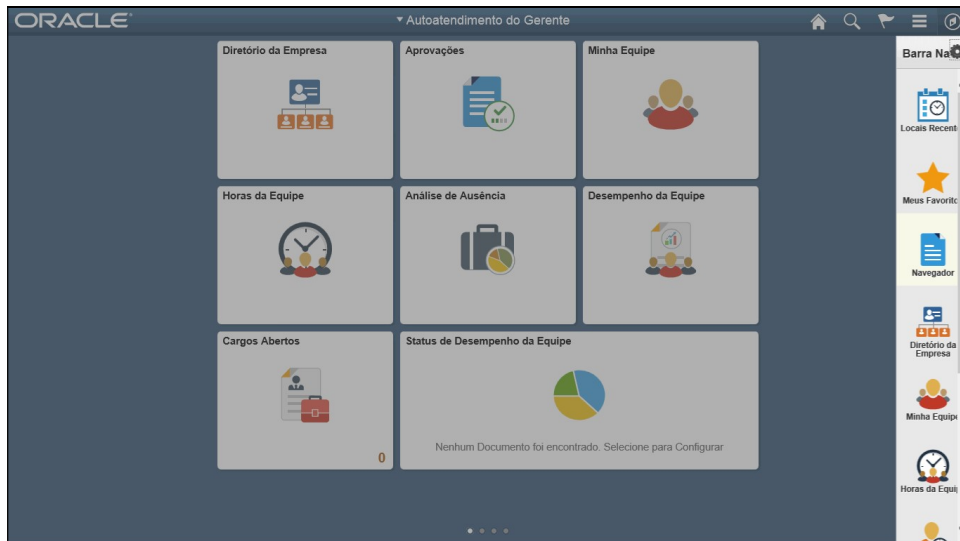 ORACLE
Autoatendimento do Gerente
Diretório da Empresa
Aprovações
Minha Equipe
Horas da Equipe
Análise de Ausência
Desempenho da Equipe
Cargos Abertos
0
Status de Desempenho da Equipe
Nenhum Documento foi encontrado. Selecione para Configurar
Barra Na
Locais Recent
Meus Favorito
Navegador
Diretório da
Empresa
Minha Equipe
Horas da Equi